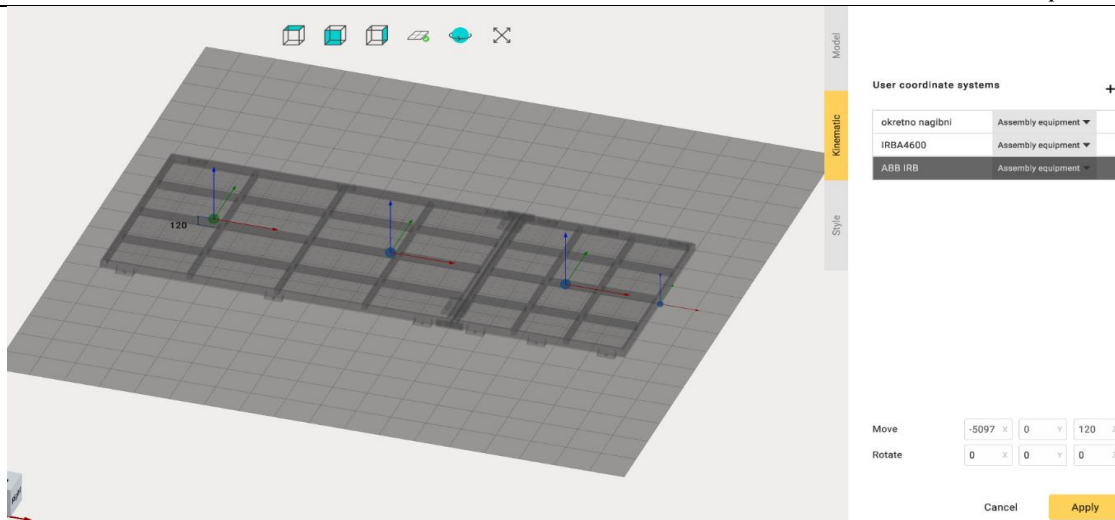 Model
Kinematic
Style
120
User coordinate systems +
okretno nagibni Assembly equipment
IRBA4600 Assembly equipment
ABB IRB Assembly equipment
Move -5097 X 0 Y 120 Z
Rotate 0 X 0 Y 0 Z
Cancel Apply